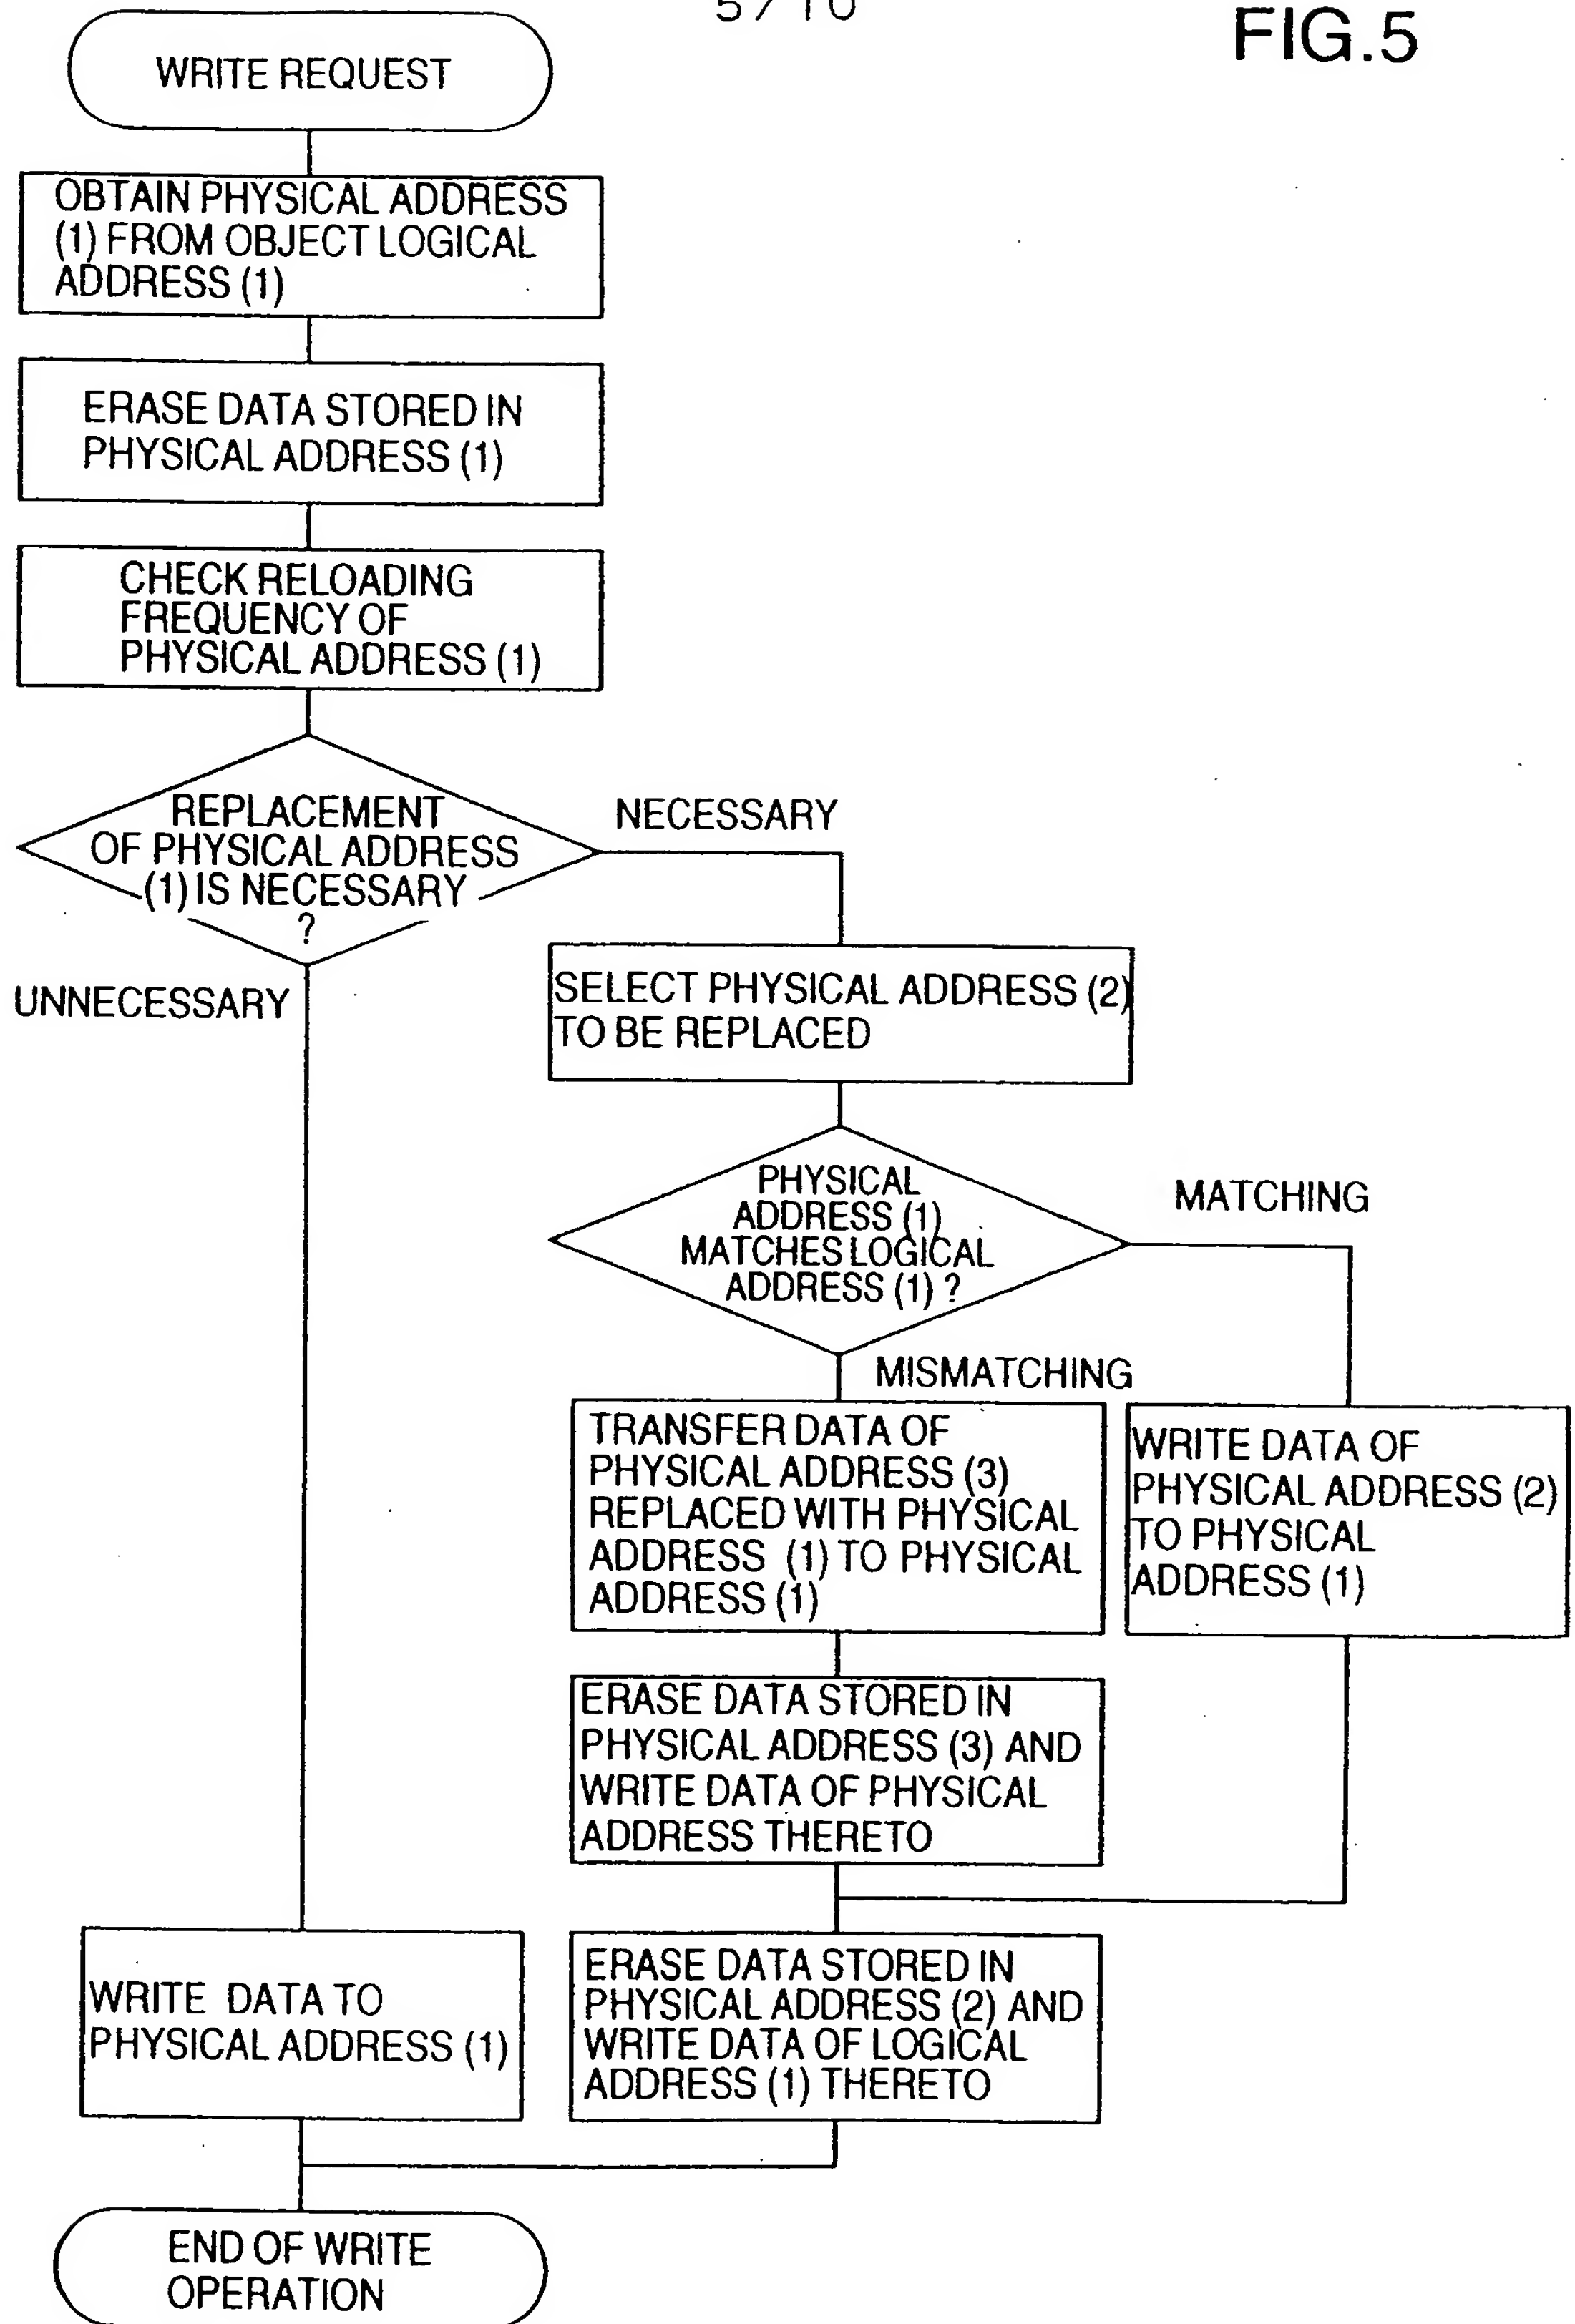 5/10
FIG.5
WRITE REQUEST
OBTAIN PHYSICAL ADDRESS
(1) FROM OBJECT LOGICAL
ADDRESS (1)
ERASE DATA STORED IN
PHYSICAL ADDRESS (1)
CHECK RELOADING
FREQUENCY OF
PHYSICAL ADDRESS (1)
REPLACEMENT
OF PHYSICAL ADDRESS
(1) IS NECESSARY
?
NECESSARY
UNNECESSARY
SELECT PHYSICAL ADDRESS (2)
TO BE REPLACED
PHYSICAL
ADDRESS (1)
MATCHES LOGICAL
ADDRESS (1) ?
MATCHING
MISMATCHING
TRANSFER DATA OF
PHYSICAL ADDRESS (3)
REPLACED WITH PHYSICAL
ADDRESS (1) TO PHYSICAL
ADDRESS (1)
WRITE DATA OF
PHYSICAL ADDRESS (2)
TO PHYSICAL
ADDRESS (1)
ERASE DATA STORED IN
PHYSICAL ADDRESS (3) AND
WRITE DATA OF PHYSICAL
ADDRESS THERETO
WRITE DATA TO
PHYSICAL ADDRESS (1)
ERASE DATA STORED IN
PHYSICAL ADDRESS (2) AND
WRITE DATA OF LOGICAL
ADDRESS (1) THERETO
END OF WRITE
OPERATION